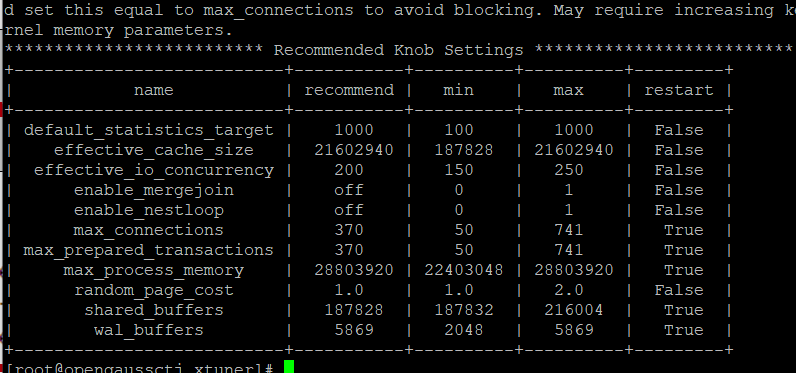 d set this equal to max_connections to avoid blocking. May require increasing ke
rnel memory parameters.
************************** Recommended Knob Settings ***************************
+---------------------------+-----------+----------+----------+---------+
| name | recommend | min | max | restart |
+---------------------------+-----------+----------+----------+---------+
| default_statistics_target | 1000 | 100 | 1000 | False |
| effective_cache_size | 21602940 | 187828 | 21602940 | False |
| effective_io_concurrency | 200 | 150 | 250 | False |
| enable_mergejoin | off | 0 | 1 | False |
| enable_nestloop | off | 0 | 1 | False |
| max_connections | 370 | 50 | 741 | True |
| max_prepared_transactions | 370 | 50 | 741 | True |
| max_process_memory | 28803920 | 22403048 | 28803920 | True |
| random_page_cost | 1.0 | 1.0 | 2.0 | False |
| shared_buffers | 187828 | 187832 | 216004 | True |
| wal_buffers | 5869 | 2048 | 5869 | True |
+---------------------------+-----------+----------+----------+---------+
[root@opengaussctj xtuner]#